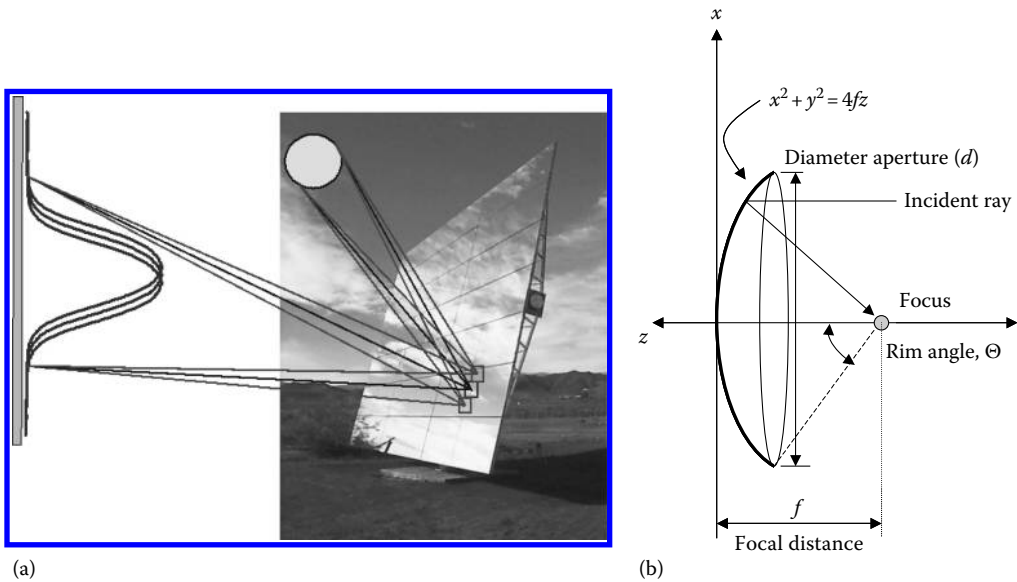 x
x² + y² = 4fz
Diameter aperture (d)
Incident ray
Focus
z
Rim angle, Θ
f
Focal distance
(a)
(b)